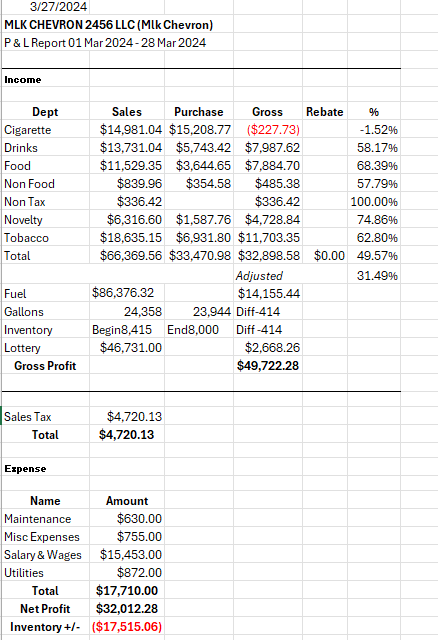 3/27/2024
MLK CHEVRON 2456 LLC (Mlk Chevron)
P & L Report 01 Mar 2024 - 28 Mar 2024
Income
Dept Sales Purchase Gross Rebate %
Cigarette $14,981.04 $15,208.77 ($227.73) -1.52%
Drinks $13,731.04 $5,743.42 $7,987.62 58.17%
Food $11,529.35 $3,644.65 $7,884.70 68.39%
Non Food $839.96 $354.58 $485.38 57.79%
Non Tax $336.42 $336.42 100.00%
Novelty $6,316.60 $1,587.76 $4,728.84 74.86%
Tobacco $18,635.15 $6,931.80 $11,703.35 62.80%
Total $66,369.56 $33,470.98 $32,898.58 $0.00 49.57%
Adjusted 31.49%
Fuel $86,376.32 $14,155.44
Gallons 24,358 23,944 Diff-414
Inventory Begin8,415 End8,000 Diff -414
Lottery $46,731.00 $2,668.26
Gross Profit $49,722.28
Sales Tax $4,720.13
Total $4,720.13
Expense
Name Amount
Maintenance $630.00
Misc Expenses $755.00
Salary & Wages $15,453.00
Utilities $872.00
Total $17,710.00
Net Profit $32,012.28
Inventory +/- ($17,515.06)